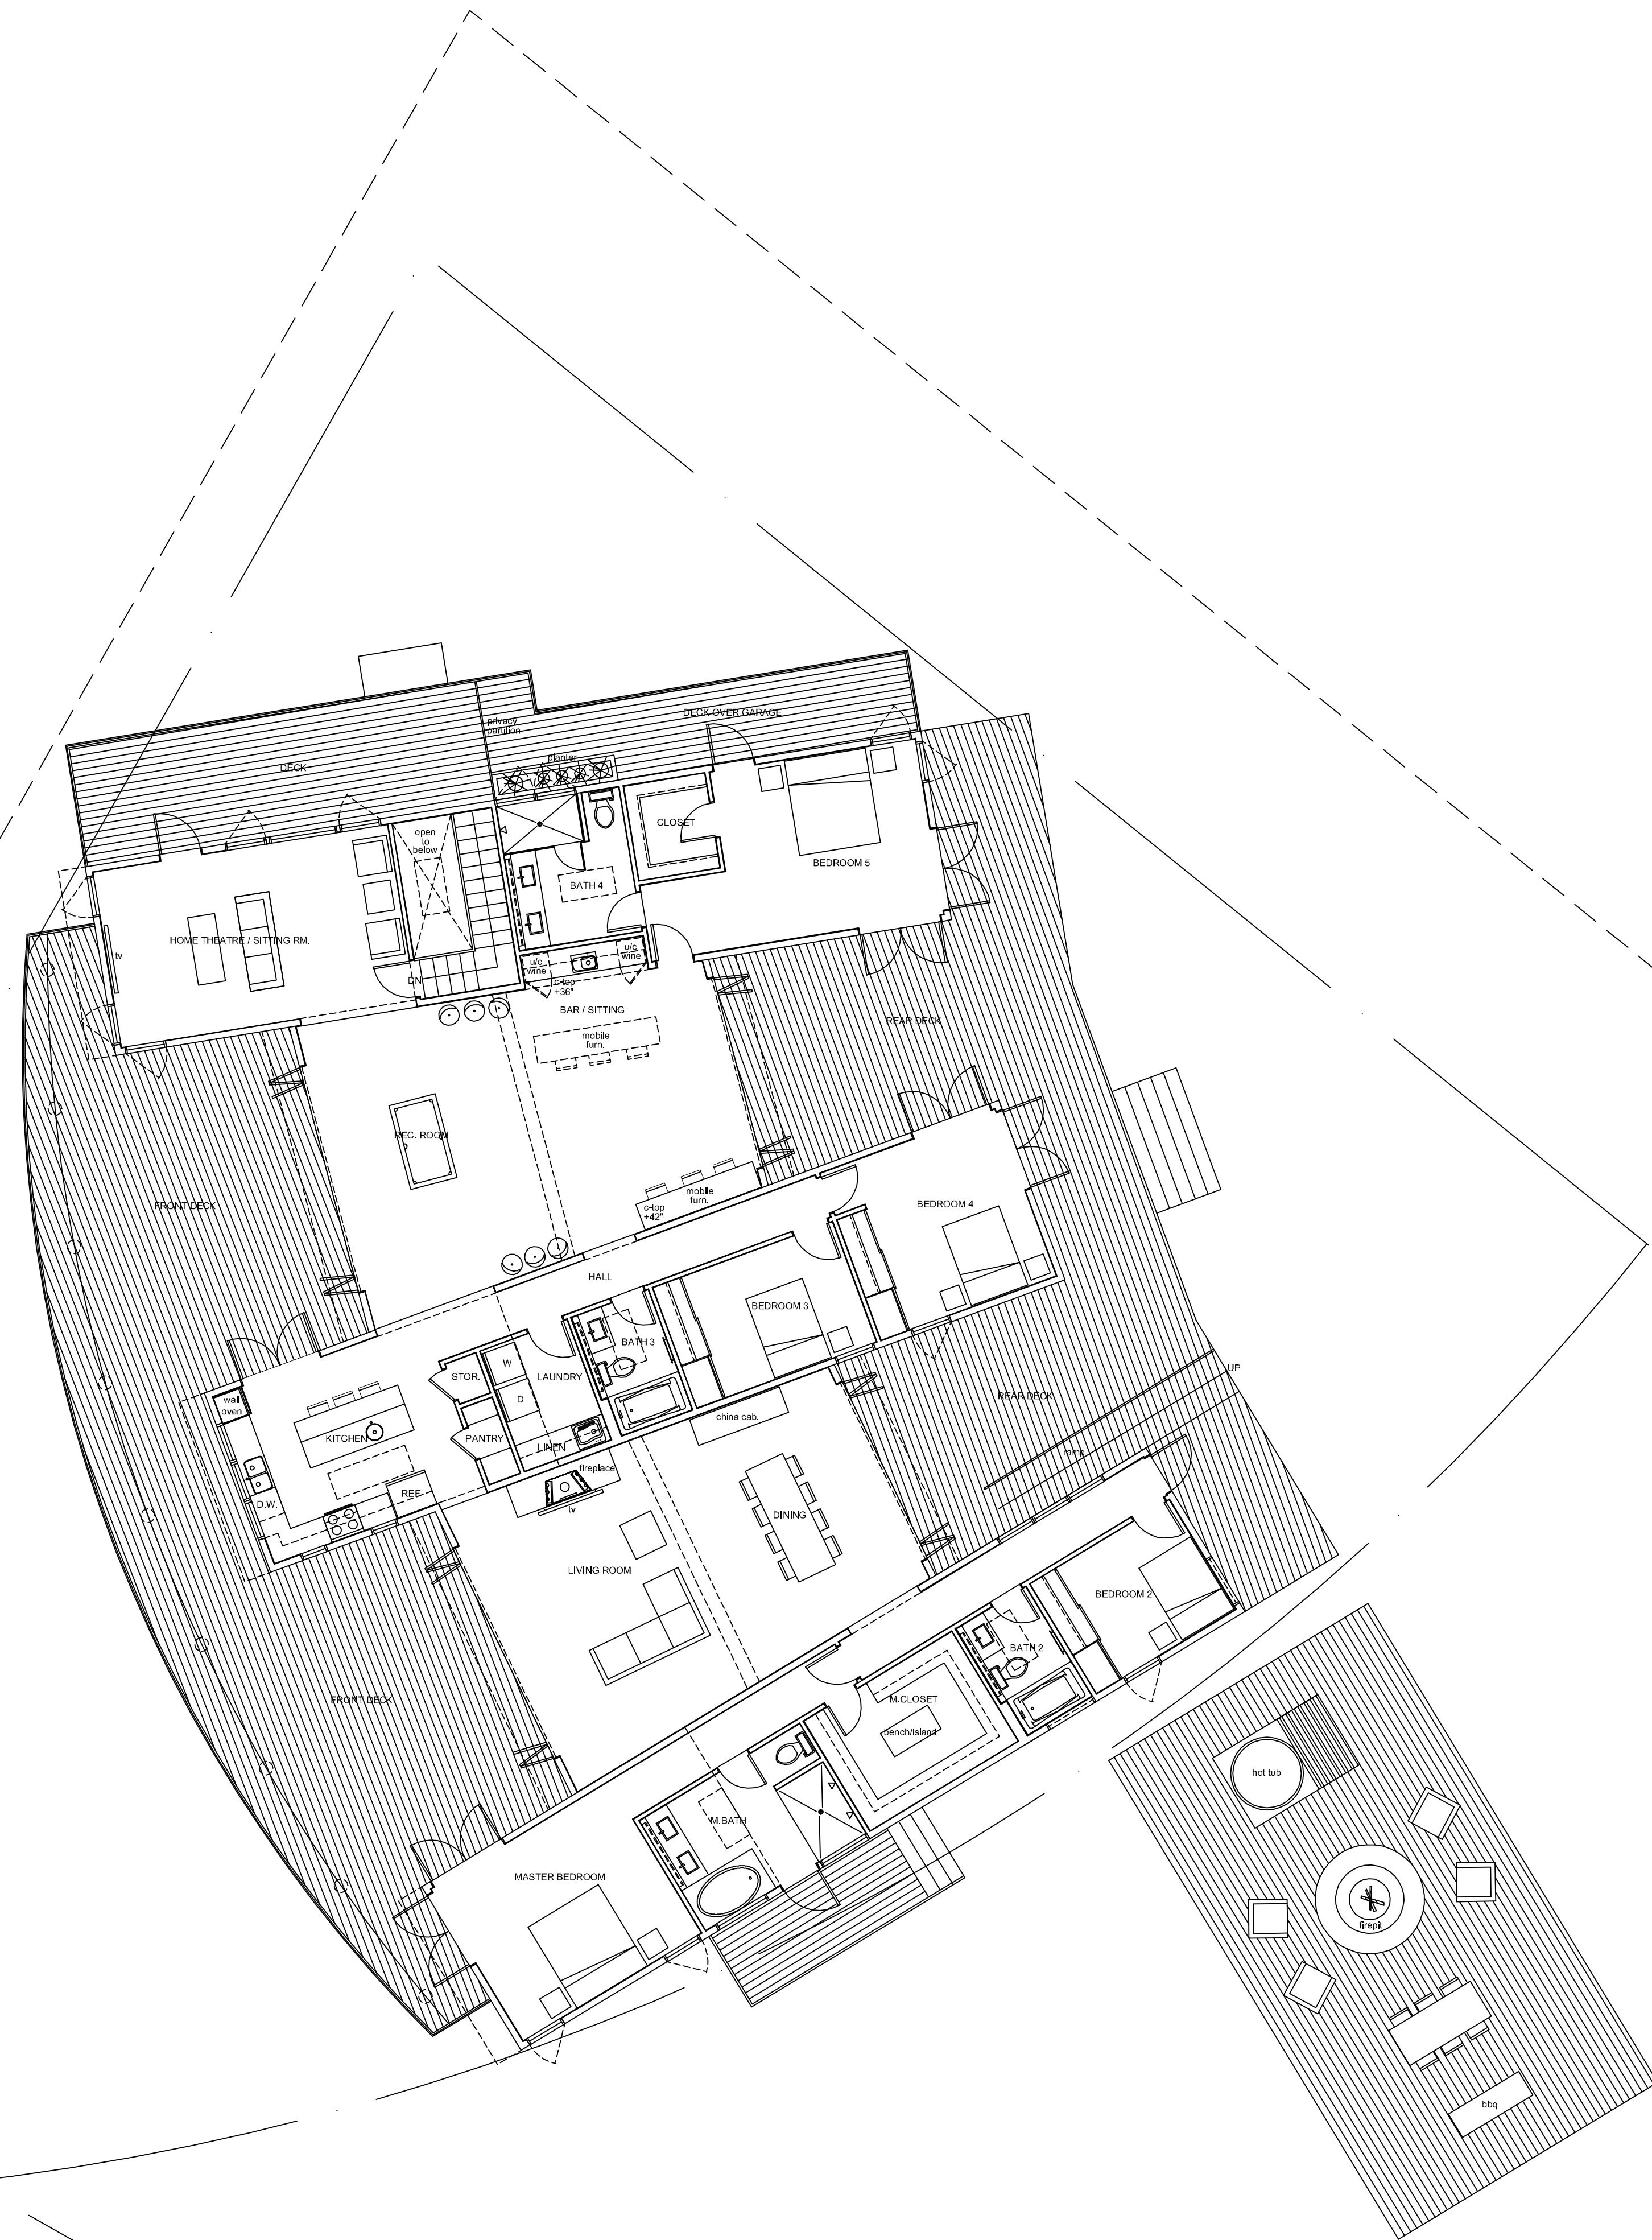 DECK OVER GARAGE
privacy
partition
planter
DECK
open
to
below
CLOSET
BATH 4
BEDROOM 5
HOME THEATRE / SITTING RM.
tv
DN
u/c
wine
u/c
wine
c-top
+36"
BAR / SITTING
mobile
furn.
REAR DECK
REC. ROOM
FRONT DECK
mobile
furn.
c-top
+42"
BEDROOM 4
HALL
BEDROOM 3
BATH 3
W
D
STOR.
LAUNDRY
wall
oven
KITCHEN
PANTRY
LINEN
china cab.
REAR DECK
UP
ramp
D.W.
REF.
fireplace
tv
DINING
LIVING ROOM
BEDROOM 2
BATH 2
FRONT DECK
M.CLOSET
bench/island
M.BATH
MASTER BEDROOM
hot tub
firepit
bbq